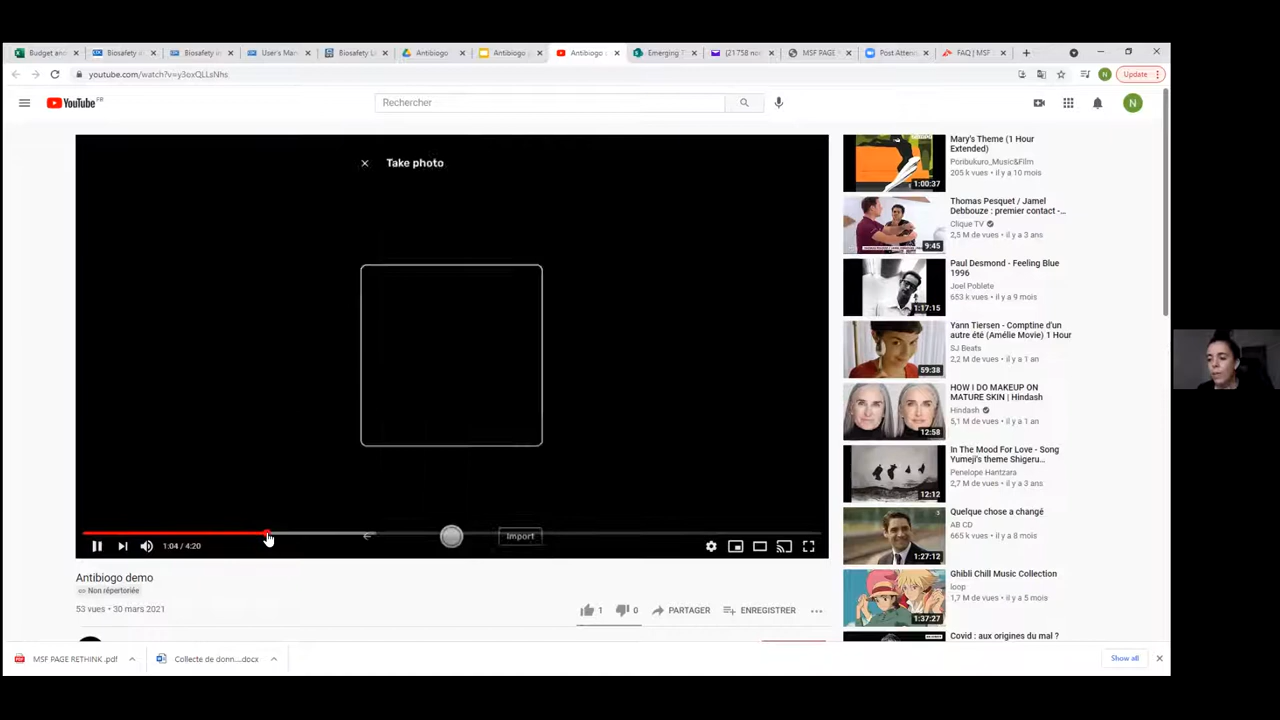 Budget an
Biosafety
Biosafety in
User's Man
Biosafety L
Antibiogo
Antibiogo
Antibiogo
Emerging
(21 758 no
MSF PAGE
Post Atten
FAQ | MSF
youtube.com/watch?v=y3oxQLLsNhs
N
Update
YouTube FR
Rechercher
N
Take photo
Import
1:04 / 4:20
Antibiogo demo
Non répertoriée
53 vues • 30 mars 2021
1
0
PARTAGER
ENREGISTRER
Mary's Theme (1 Hour
Extended)
Poribukuro_Music&Film
205 k vues • il y a 10 mois
1:00:37
Thomas Pesquet / Jamel
Debbouze : premier contact -...
Clique TV
2,5 M de vues • il y a 3 ans
9:45
Paul Desmond - Feeling Blue
1996
Joel Poblete
653 k vues • il y a 9 mois
1:17:15
Yann Tiersen - Comptine d'un
autre été (Amélie Movie) 1 Hour
SJ Beats
2,2 M de vues • il y a 1 an
59:38
HOW I DO MAKEUP ON
MATURE SKIN | Hindash
Hindash
5,1 M de vues • il y a 1 an
12:58
In The Mood For Love - Song
Yumeji's theme Shigeru...
Penelope Hantzara
2,7 M de vues • il y a 3 ans
12:12
Quelque chose a changé
AB CD
665 k vues • il y a 8 mois
1:27:12
Ghibli Chill Music Collection
loop
1,7 M de vues • il y a 5 mois
1:37:27
Covid : aux origines du mal ?
MSF PAGE RETHINK .pdf
Collecte de donn....docx
Show all